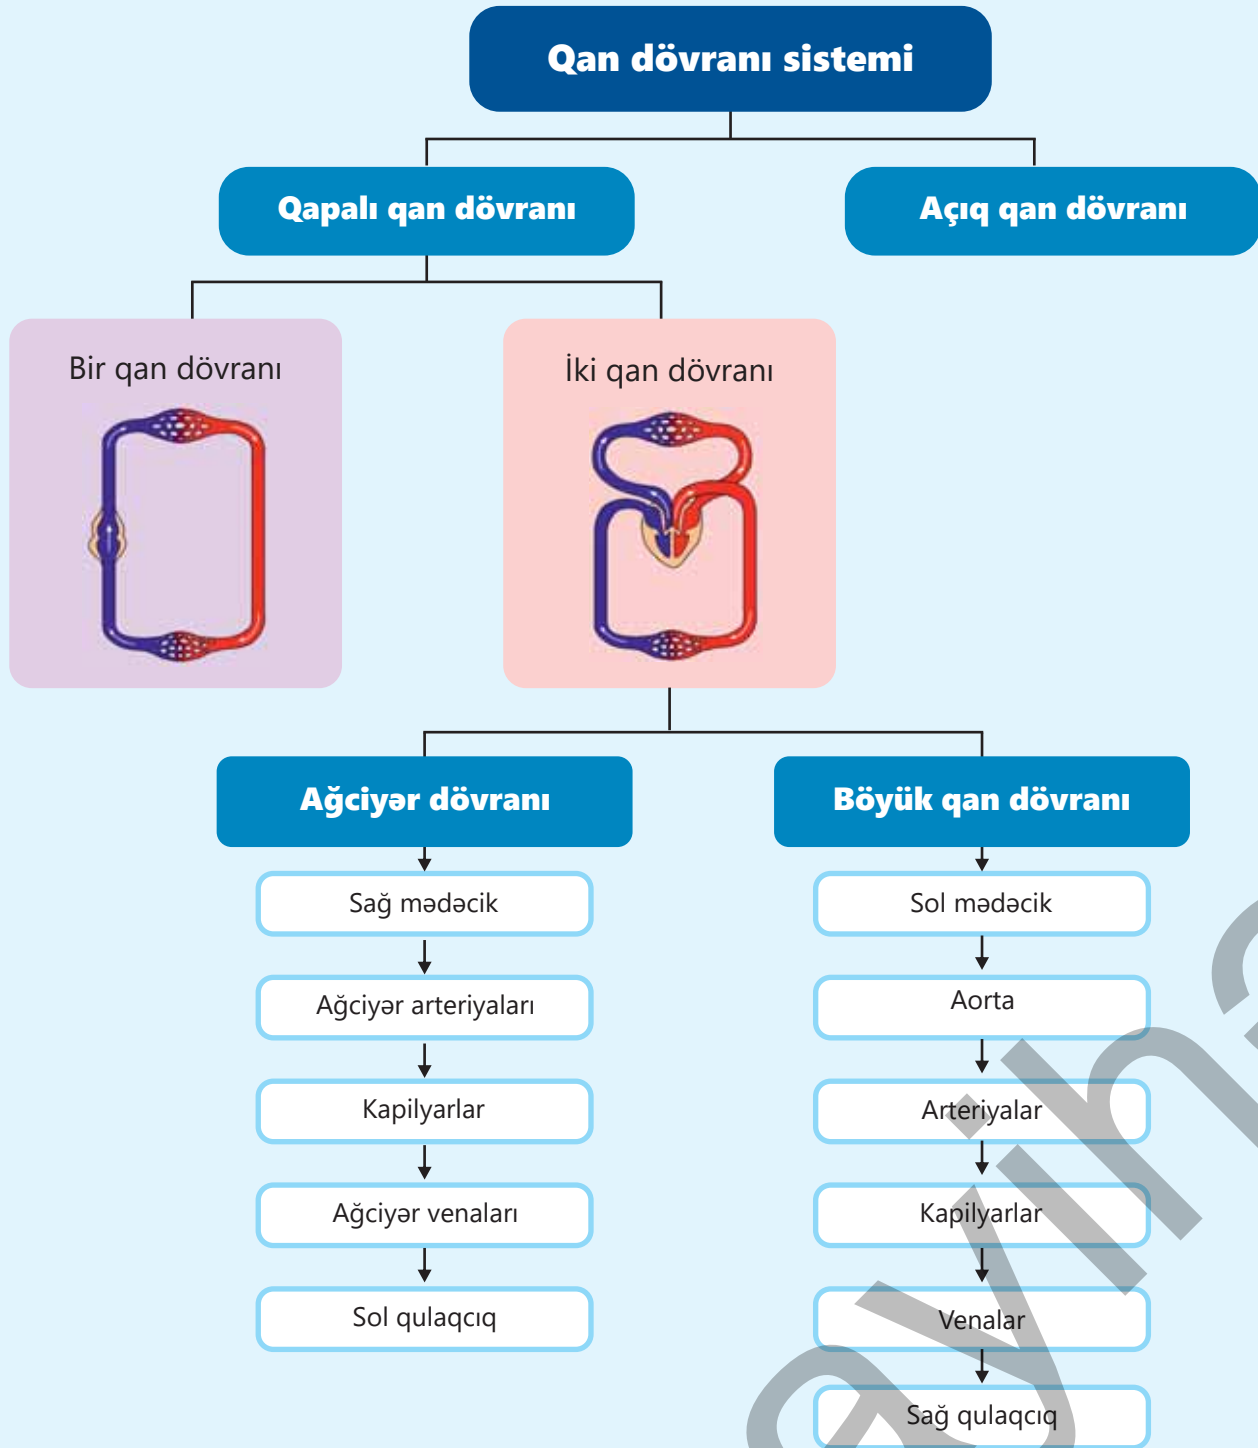 Qan dövranı sistemi
Qapalı qan dövranı
Açıq qan dövranı
Bir qan dövranı
İki qan dövranı
Ağciyər dövranı
Sağ mədəcik
Ağciyər arteriyaları
Kapilyarlar
Ağciyər venaları
Sol qulaqcıq
Böyük qan dövranı
Sol mədəcik
Aorta
Arteriyalar
Kapilyarlar
Venalar
Sağ qulaqcıq